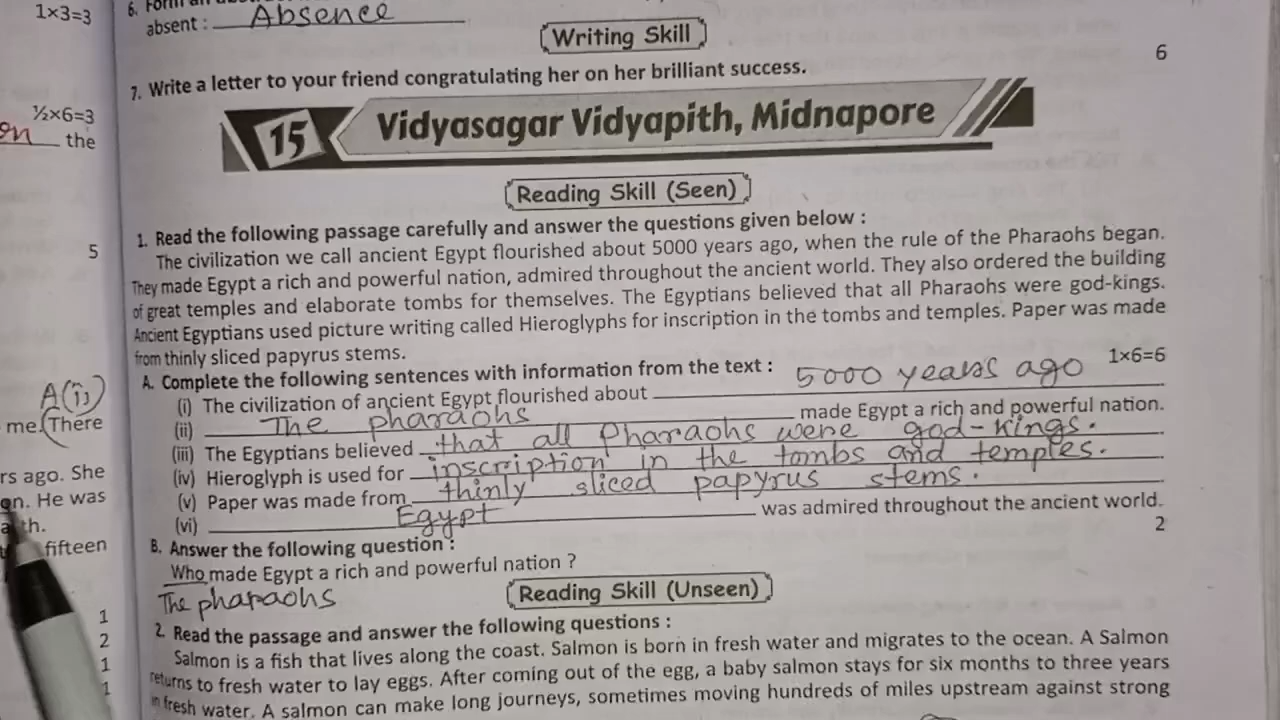 1×3=3
absent : Absence
Writing Skill
6
7. Write a letter to your friend congratulating her on her brilliant success.
½×6=3
the
15 Vidyasagar Vidyapith, Midnapore
Reading Skill (Seen)
5
1. Read the following passage carefully and answer the questions given below :
The civilization we call ancient Egypt flourished about 5000 years ago, when the rule of the Pharaohs began.
They made Egypt a rich and powerful nation, admired throughout the ancient world. They also ordered the building
of great temples and elaborate tombs for themselves. The Egyptians believed that all Pharaohs were god-kings.
Ancient Egyptians used picture writing called Hieroglyphs for inscription in the tombs and temples. Paper was made
from thinly sliced papyrus stems.
A. Complete the following sentences with information from the text : 1×6=6
(i) The civilization of ancient Egypt flourished about 5000 years ago
(ii) The pharaohs made Egypt a rich and powerful nation.
(iii) The Egyptians believed that all Pharaohs were god-kings.
(iv) Hieroglyph is used for inscription in the tombs and temples.
(v) Paper was made from thinly sliced papyrus stems.
(vi) Egypt was admired throughout the ancient world.
B. Answer the following question : 2
Who made Egypt a rich and powerful nation ?
The pharaohs
Reading Skill (Unseen)
2. Read the passage and answer the following questions :
Salmon is a fish that lives along the coast. Salmon is born in fresh water and migrates to the ocean. A Salmon
returns to fresh water to lay eggs. After coming out of the egg, a baby salmon stays for six months to three years
in fresh water. A salmon can make long journeys, sometimes moving hundreds of miles upstream against strong
me. There
rs ago. She
on. He was
fifteen
1
2
1
1